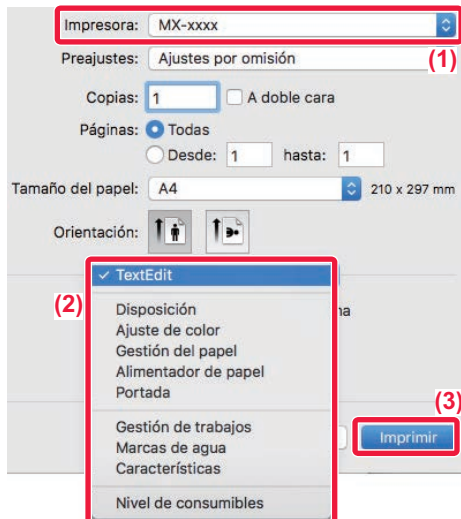 Impresora: MX-xxxx
(1)
Preajustes: Ajustes por omisión
Copias: 1 A doble cara
Páginas: Todas
Desde: 1 hasta: 1
Tamaño del papel: A4 210 x 297 mm
Orientación:
(2)
✓ TextEdit
Disposición
Ajuste de color
Gestión del papel
Alimentador de papel
Portada
Gestión de trabajos
Marcas de agua
Características
Nivel de consumibles
(3)
Imprimir